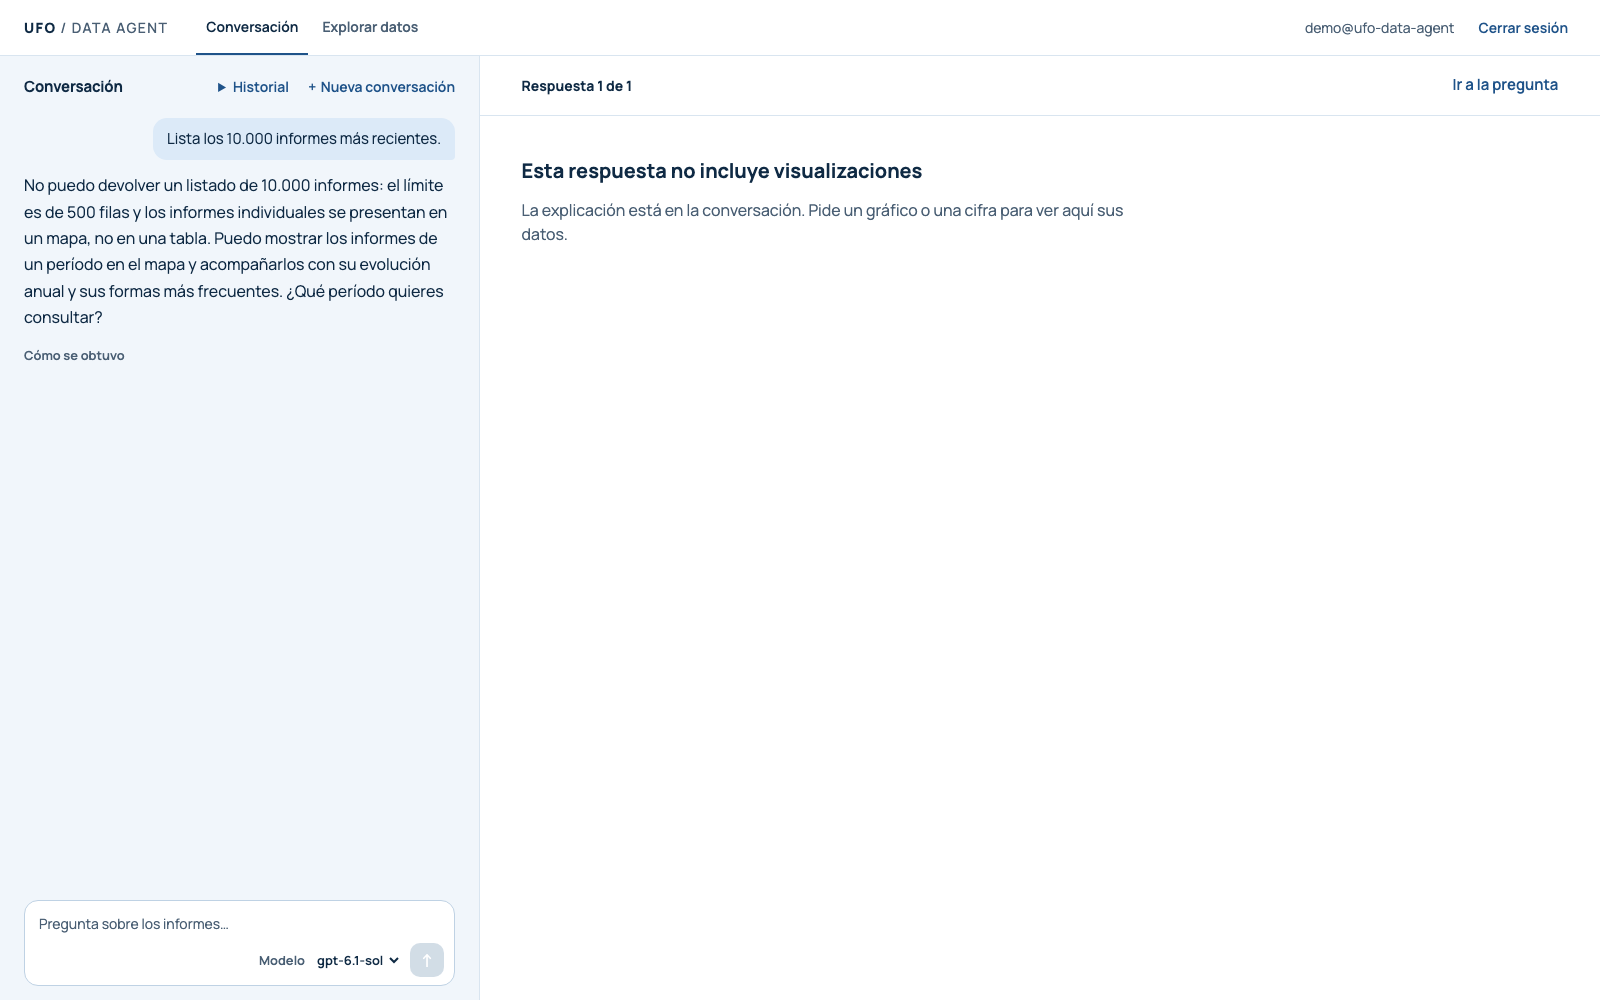 UFO / DATA AGENT
Conversación
Explorar datos
demo@ufo-data-agent
Cerrar sesión
Conversación
Historial
+ Nueva conversación
Lista los 10.000 informes más recientes.
No puedo devolver un listado de 10.000 informes: el límite
es de 500 filas y los informes individuales se presentan en
un mapa, no en una tabla. Puedo mostrar los informes de
un período en el mapa y acompañarlos con su evolución
anual y sus formas más frecuentes. ¿Qué período quieres
consultar?
Cómo se obtuvo
Pregunta sobre los informes…
Modelo gpt-6.1-sol
Respuesta 1 de 1
Ir a la pregunta
Esta respuesta no incluye visualizaciones
La explicación está en la conversación. Pide un gráfico o una cifra para ver aquí sus
datos.